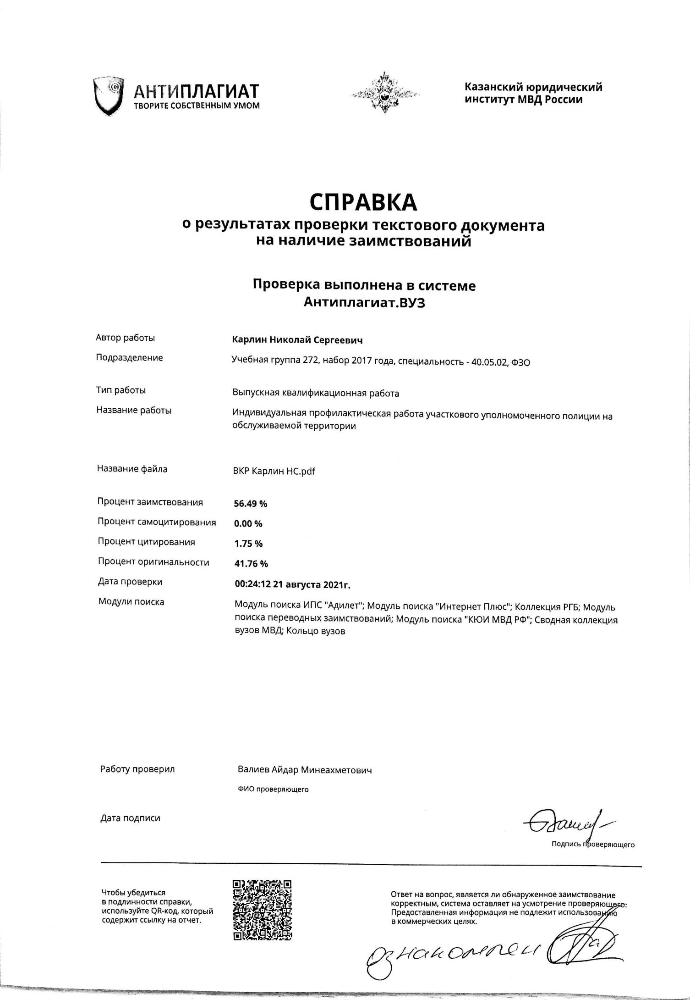 АНТИПЛАГИАТ
ТВОРИТЕ СОБСТВЕННЫМ УМОМ
Казанский юридический
институт МВД России
СПРАВКА
о результатах проверки текстового документа
на наличие заимствований
Проверка выполнена в системе
Антиплагиат.ВУЗ
Автор работы Карлин Николай Сергеевич
Подразделение Учебная группа 272, набор 2017 года, специальность - 40.05.02, ФЗО
Тип работы Выпускная квалификационная работа
Название работы Индивидуальная профилактическая работа участкового уполномоченного полиции на
обслуживаемой территории
Название файла ВКР Карлин НС.pdf
Процент заимствования 56.49 %
Процент самоцитирования 0.00 %
Процент цитирования 1.75 %
Процент оригинальности 41.76 %
Дата проверки 00:24:12 21 августа 2021г.
Модули поиска Модуль поиска ИПС "Адилет"; Модуль поиска "Интернет Плюс"; Коллекция РГБ; Модуль
поиска переводных заимствований; Модуль поиска "КЮИ МВД РФ"; Сводная коллекция
вузов МВД; Кольцо вузов
Работу проверил Валиев Айдар Минеахметович
ФИО проверяющего
Дата подписи
Подпись проверяющего
Чтобы убедиться
в подлинности справки,
используйте QR-код, который
содержит ссылку на отчет.
Ответ на вопрос, является ли обнаруженное заимствование
корректным, система оставляет на усмотрение проверяющего.
Предоставленная информация не подлежит использованию
в коммерческих целях.
ознакомлен